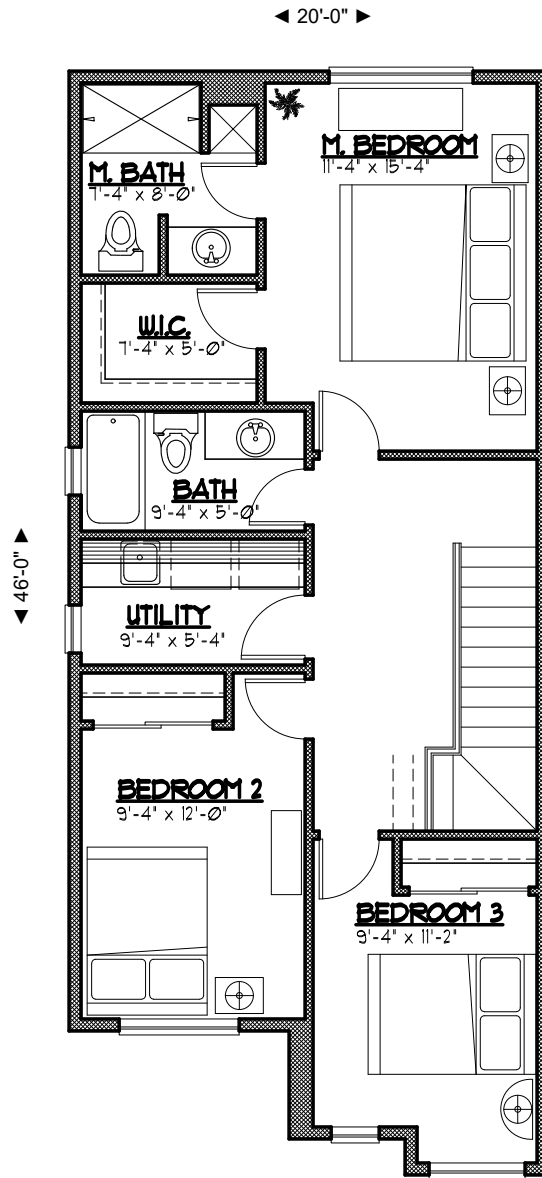 ◄ 20'-0" ►
M. BEDROOM
11'-4" x 15'-4"
M. BATH
7'-4" x 8'-0"
W.I.C.
7'-4" x 5'-0"
BATH
9'-4" x 5'-0"
◄ 46'-0" ►
UTILITY
9'-4" x 5'-4"
BEDROOM 2
9'-4" x 12'-0"
BEDROOM 3
9'-4" x 11'-2"